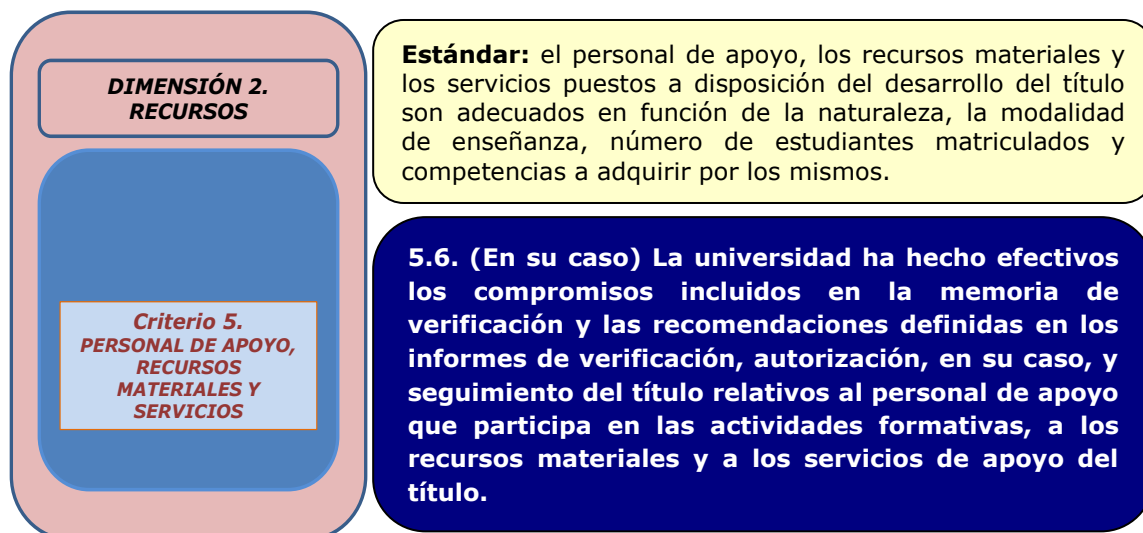 DIMENSIÓN 2.
RECURSOS
Criterio 5.
PERSONAL DE APOYO,
RECURSOS
MATERIALES Y
SERVICIOS
Estándar: el personal de apoyo, los recursos materiales y
los servicios puestos a disposición del desarrollo del título
son adecuados en función de la naturaleza, la modalidad
de enseñanza, número de estudiantes matriculados y
competencias a adquirir por los mismos.
5.6. (En su caso) La universidad ha hecho efectivos
los compromisos incluidos en la memoria de
verificación y las recomendaciones definidas en los
informes de verificación, autorización, en su caso, y
seguimiento del título relativos al personal de apoyo
que participa en las actividades formativas, a los
recursos materiales y a los servicios de apoyo del
título.